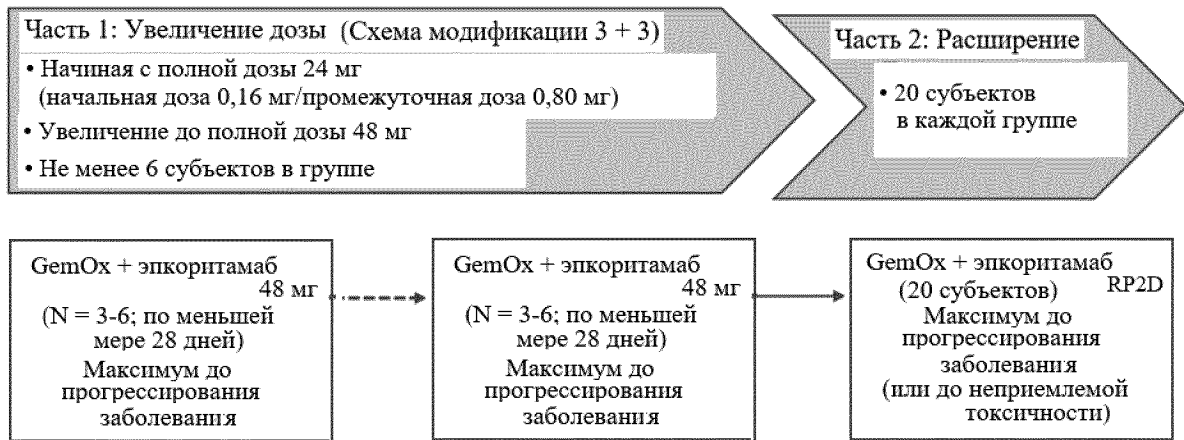 Часть 1: Увеличение дозы (Схема модификации 3 + 3)
• Начиная с полной дозы 24 мг
(начальная доза 0,16 мг/промежуточная доза 0,80 мг)
• Увеличение до полной дозы 48 мг
• Не менее 6 субъектов в группе
Часть 2: Расширение
• 20 субъектов
в каждой группе
GemOx + эпкоритамаб
48 мг
(N = 3-6; по меньшей
мере 28 дней)
Максимум до
прогрессирования
заболевания
GemOx + эпкоритамаб
48 мг
(N = 3-6; по меньшей
мере 28 дней)
Максимум до
прогрессирования
заболевания
GemOx + эпкоритамаб
(20 субъектов) RP2D
Максимум до
прогрессирования
заболевания
(или до неприемлемой
токсичности)